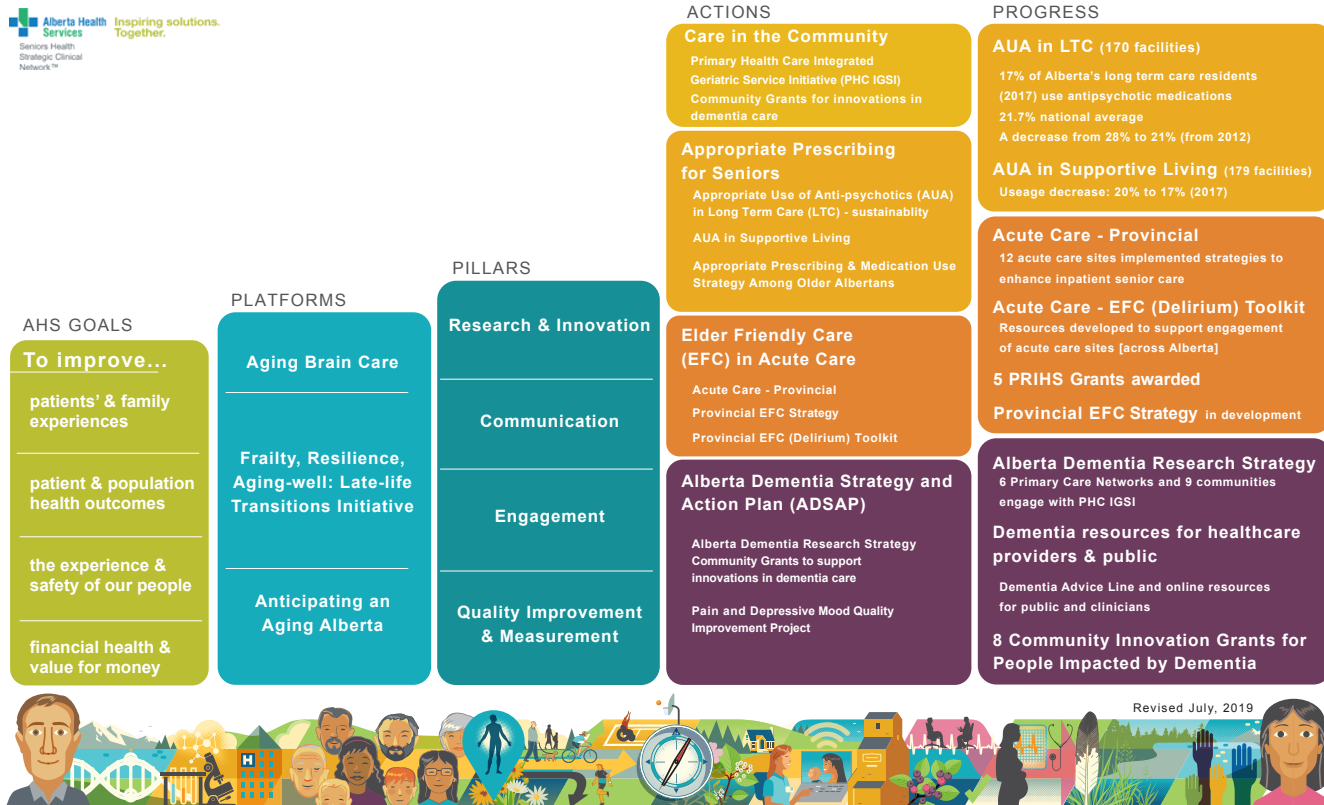 Alberta Health
Services
Inspiring solutions.
Together.
Seniors Health
Strategic Clinical
Network™
AHS GOALS
To improve...
patients’ & family
experiences
patient & population
health outcomes
the experience &
safety of our people
financial health &
value for money
PLATFORMS
Aging Brain Care
Frailty, Resilience,
Aging-well: Late-life
Transitions Initiative
Anticipating an
Aging Alberta
PILLARS
Research & Innovation
Communication
Engagement
Quality Improvement
& Measurement
ACTIONS
Care in the Community
Primary Health Care Integrated
Geriatric Service Initiative (PHC IGSI)
Community Grants for innovations in
dementia care
Appropriate Prescribing
for Seniors
Appropriate Use of Anti-psychotics (AUA)
in Long Term Care (LTC) - sustainablity
AUA in Supportive Living
Appropriate Prescribing & Medication Use
Strategy Among Older Albertans
Elder Friendly Care
(EFC) in Acute Care
Acute Care - Provincial
Provincial EFC Strategy
Provincial EFC (Delirium) Toolkit
Alberta Dementia Strategy and
Action Plan (ADSAP)
Alberta Dementia Research Strategy
Community Grants to support
innovations in dementia care
Pain and Depressive Mood Quality
Improvement Project
PROGRESS
AUA in LTC (170 facilities)
17% of Alberta’s long term care residents
(2017) use antipsychotic medications
21.7% national average
A decrease from 28% to 21% (from 2012)
AUA in Supportive Living (179 facilities)
Useage decrease: 20% to 17% (2017)
Acute Care - Provincial
12 acute care sites implemented strategies to
enhance inpatient senior care
Acute Care - EFC (Delirium) Toolkit
Resources developed to support engagement
of acute care sites [across Alberta]
5 PRIHS Grants awarded
Provincial EFC Strategy in development
Alberta Dementia Research Strategy
6 Primary Care Networks and 9 communities
engage with PHC IGSI
Dementia resources for healthcare
providers & public
Dementia Advice Line and online resources
for public and clinicians
8 Community Innovation Grants for
People Impacted by Dementia
Revised July, 2019
H